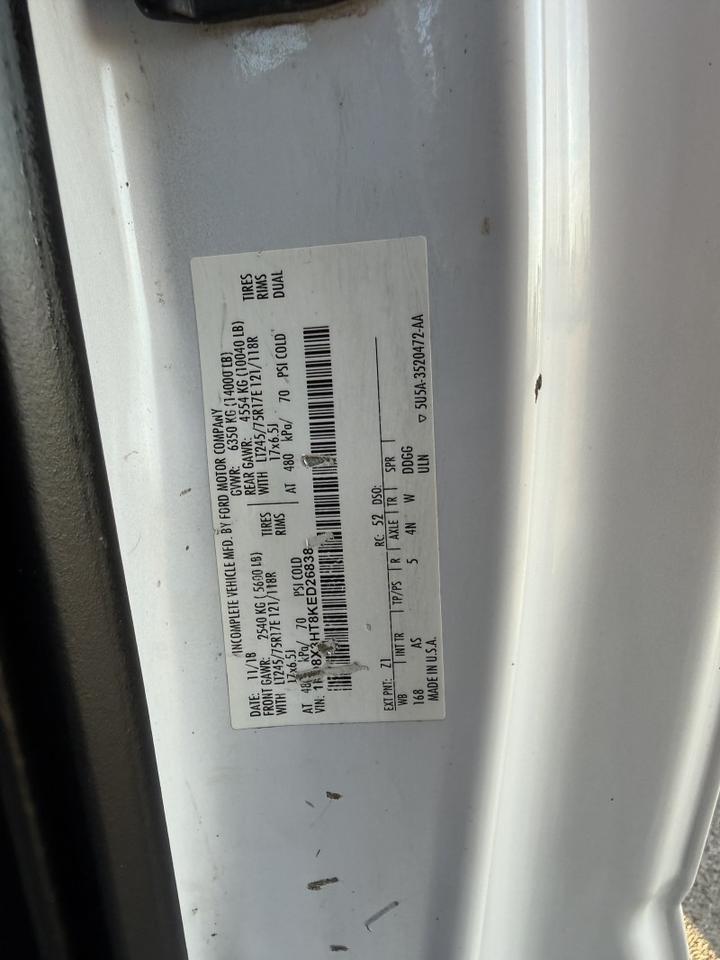 INCOMPLETE VEHICLE MFD. BY FORD MOTOR COMPANY
DATE: 11/18 GVWR: 6350 KG (14000 LB)
FRONT GAWR: 2540 KG (5600 LB) REAR GAWR: 4554 KG (10040 LB)
WITH LT245/75R17E 121/118R TIRES WITH LT245/75R17E 121/118R TIRES
17x6.5J RIMS 17x6.5J RIMS
AT kPa/ 70 PSI COLD AT 480 kPa/ 70 PSI COLD DUAL
VIN:
EXT PNT: Z1 RC: 52 DSO:
WB INT TR TP/PS R AXLE TR SPR
168 AS 5 4N W DDGG
MADE IN U.S.A. ULN
▽ 5U5A-3520472-AA